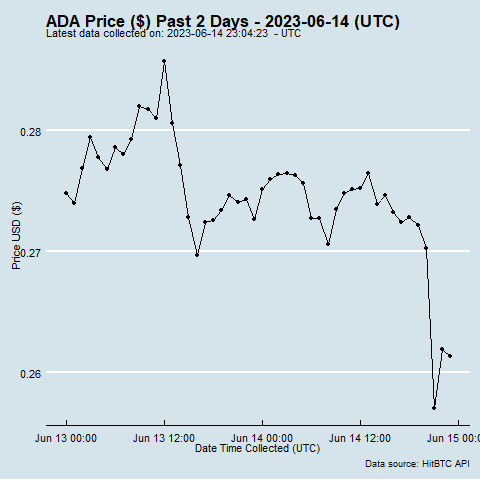 ADA Price ($) Past 2 Days - 2023-06-14 (UTC)
Latest data collected on: 2023-06-14 23:04:23  - UTC
0.28
0.27
0.26
Price USD ($)
Jun 13 00:00 Jun 13 12:00 Jun 14 00:00 Jun 14 12:00 Jun 15 00:00
Date Time Collected (UTC)
Data source: HitBTC API